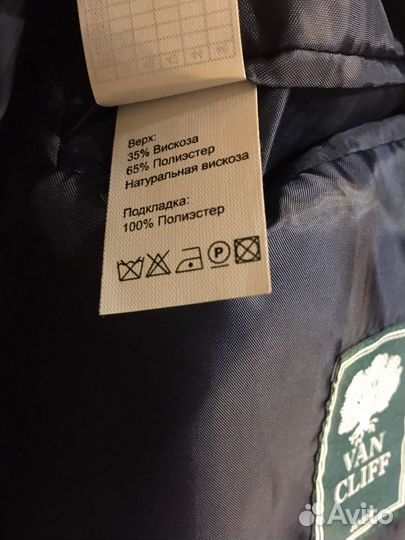 Верх:
35% Вискоза
65% Полиэстер
Натуральная вискоза
Подкладка:
100% Полиэстер
P
VAN
CLIFF
Avito